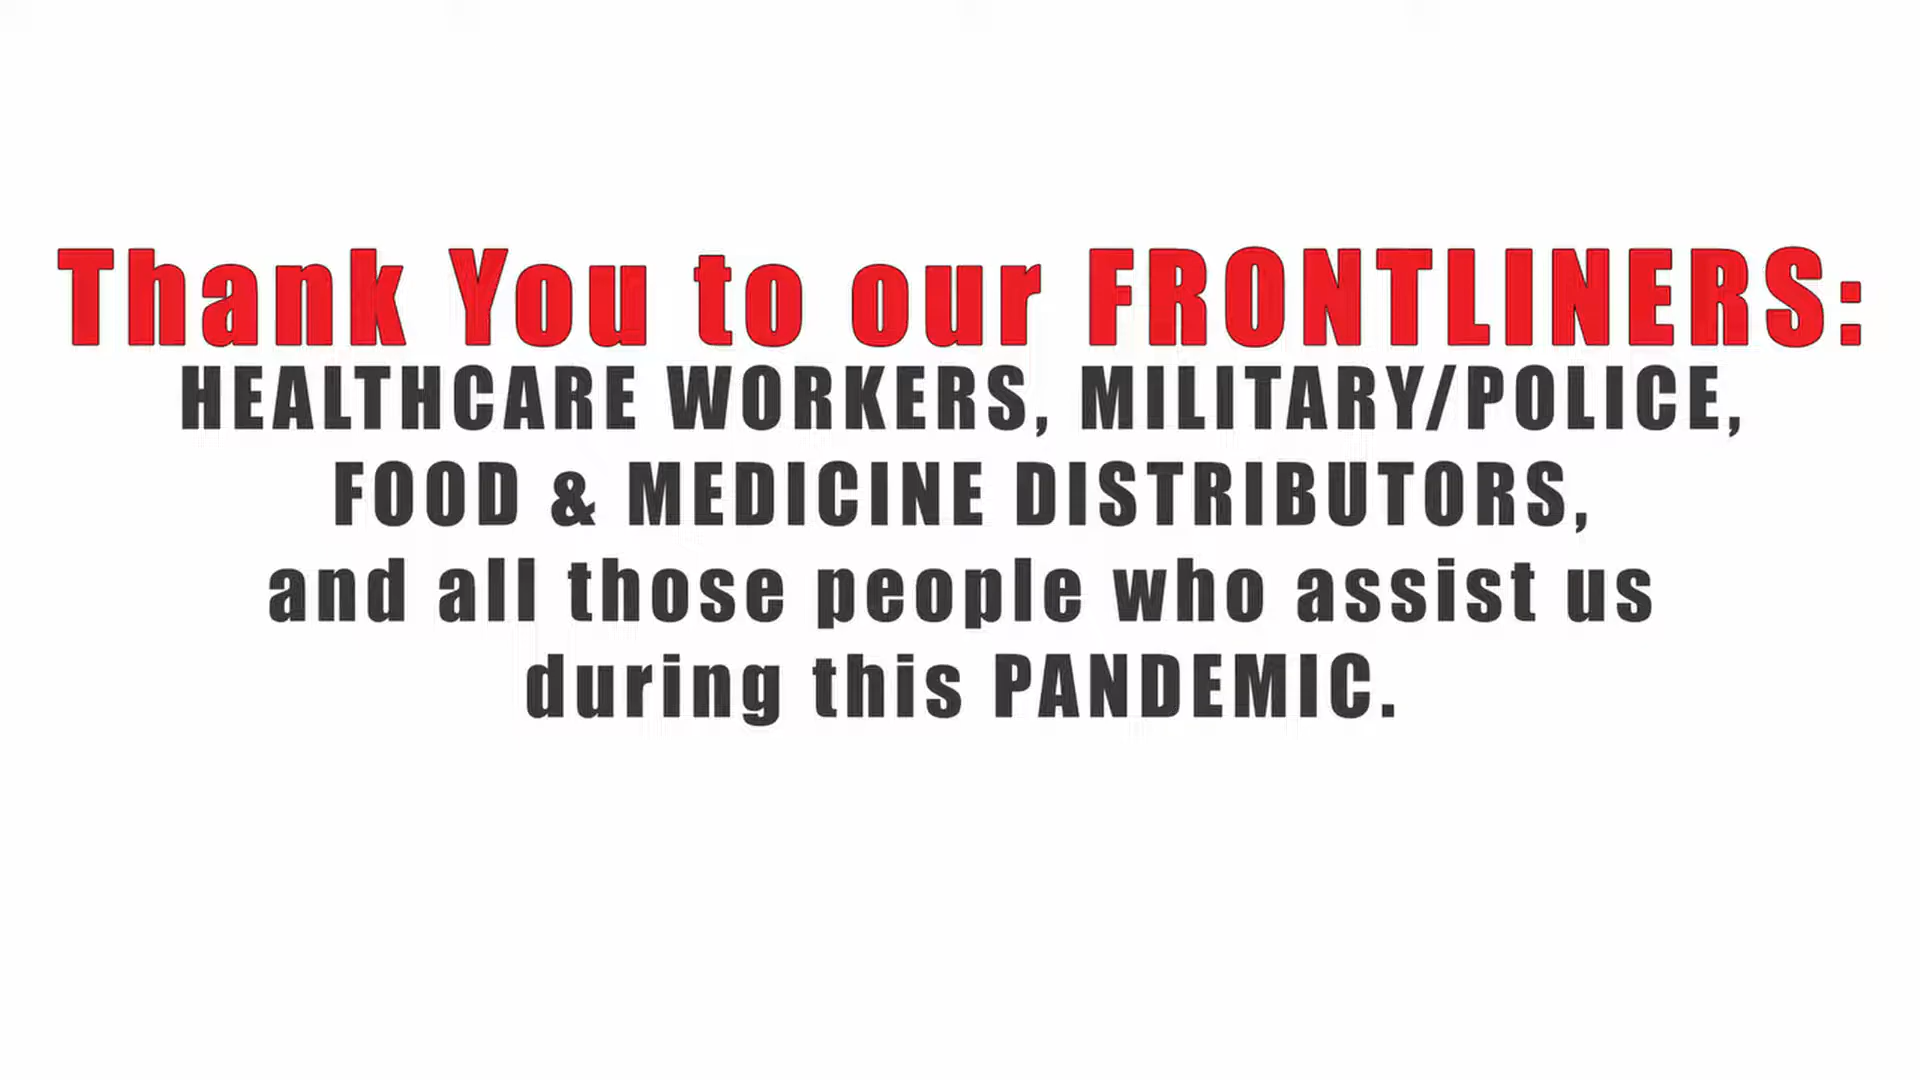 Thank You to our FRONTLINERS:
HEALTHCARE WORKERS, MILITARY/POLICE,
FOOD & MEDICINE DISTRIBUTORS,
and all those people who assist us
during this PANDEMIC.